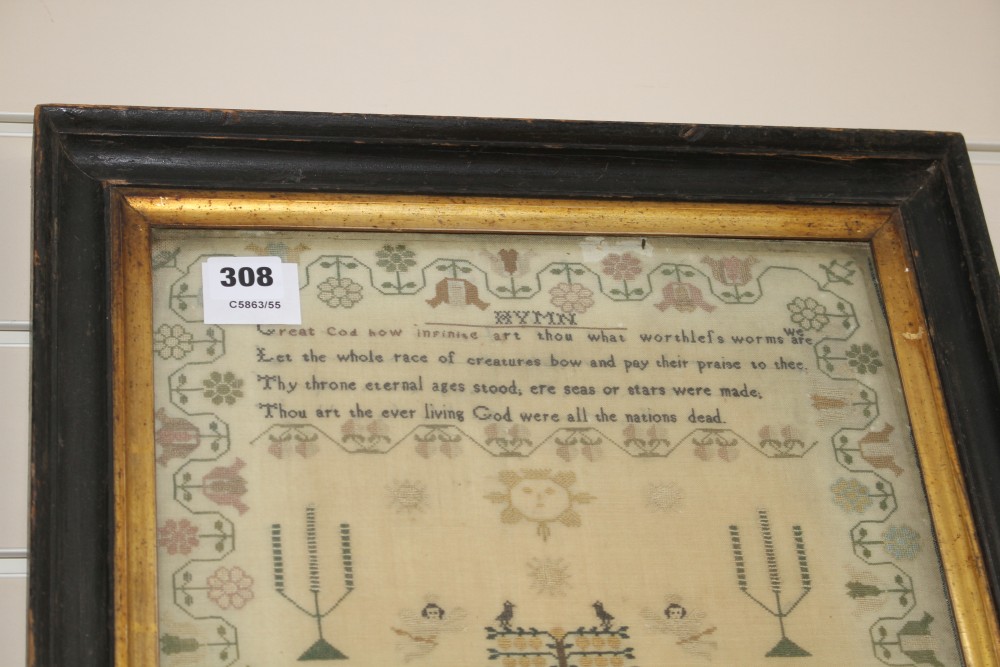 308
C5863/55
HYMN
Great God how infinite art thou what worthleſs worms we are
Let the whole race of creatures bow and pay their praise to thee.
Thy throne eternal ages stood; ere seas or stars were made;
Thou art the ever living God were all the nations dead.